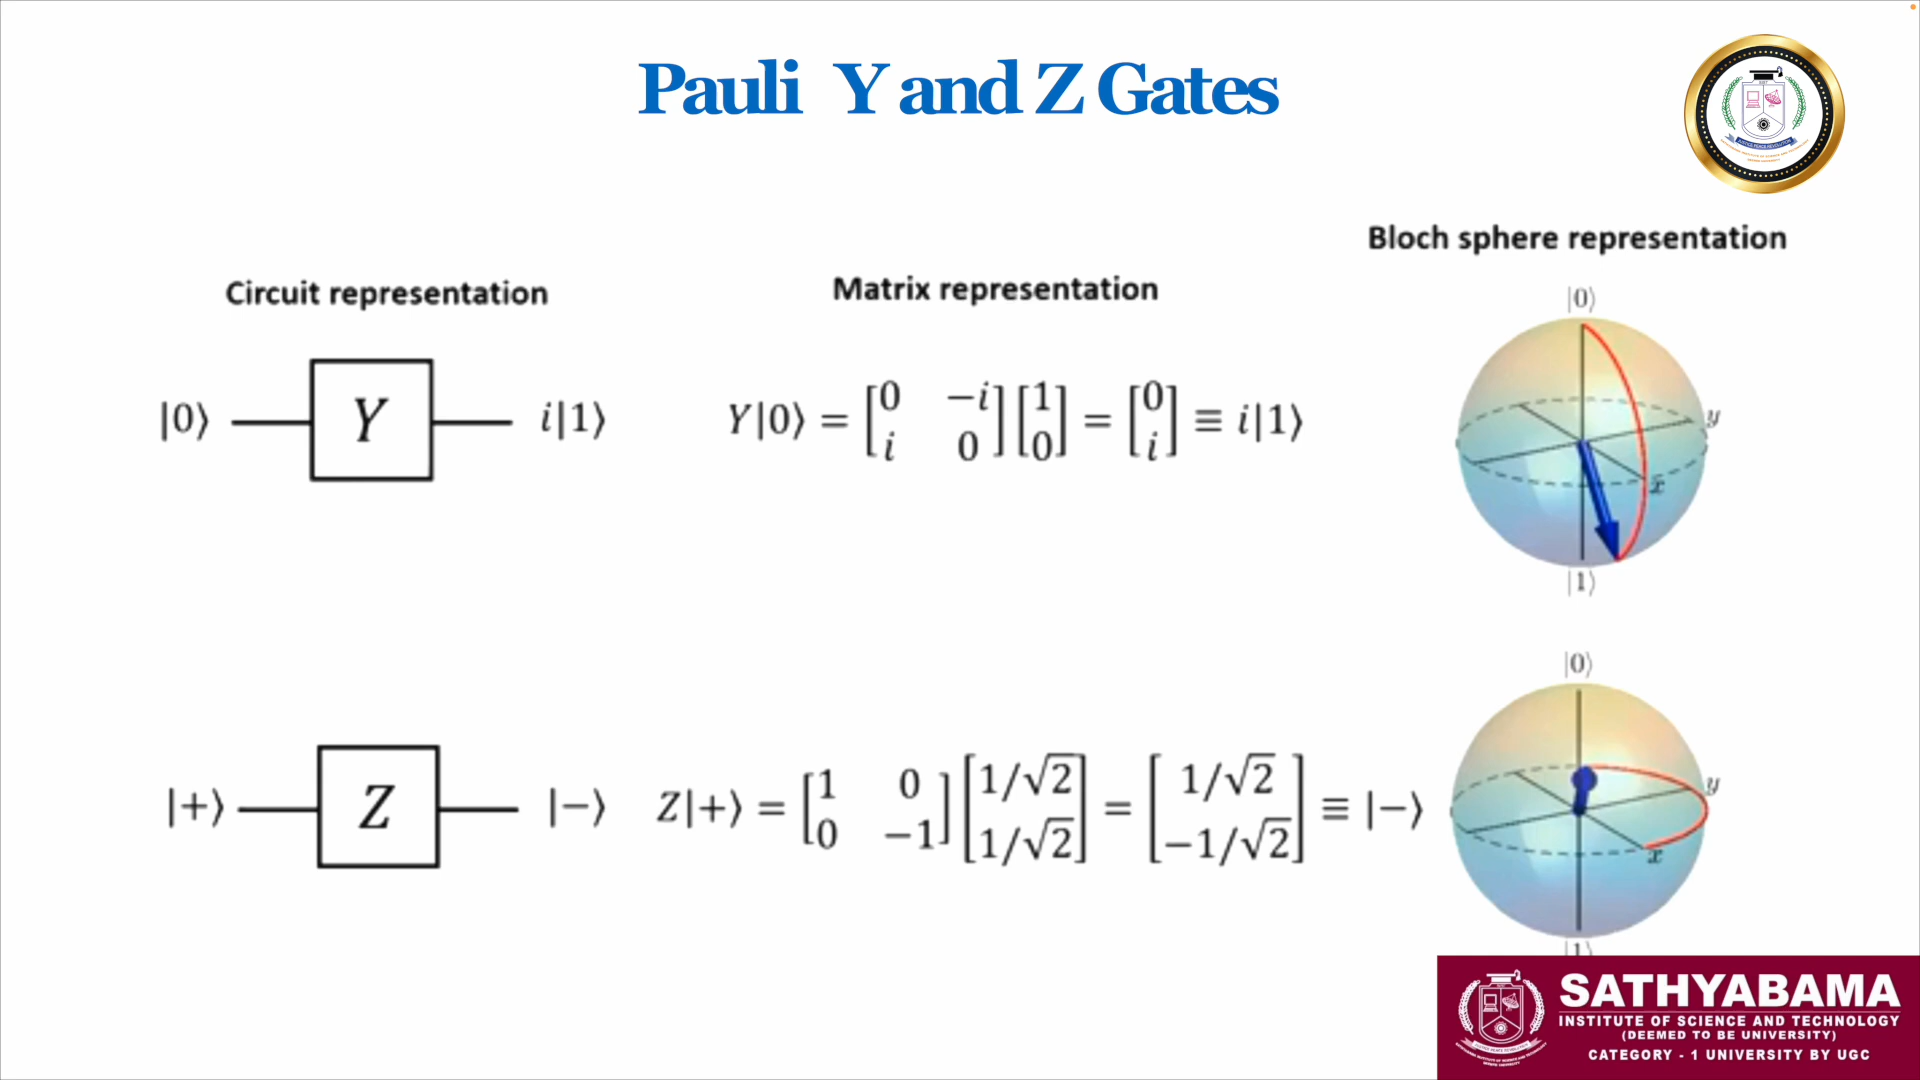 Pauli Y and Z Gates
Bloch sphere representation
Circuit representation
Matrix representation
|0⟩ Y i|1⟩
Y|0⟩ = [0 −i i 0] [1 0] = [0 i] ≡ i|1⟩
|0⟩
y
x
|1⟩
|+⟩ Z |−⟩
Z|+⟩ = [1 0 0 −1] [1/√2 1/√2] = [1/√2 −1/√2] ≡ |−⟩
|0⟩
y
x
|1⟩
SATHYABAMA
INSTITUTE OF SCIENCE AND TECHNOLOGY
(DEEMED TO BE UNIVERSITY)
CATEGORY - 1 UNIVERSITY BY UGC